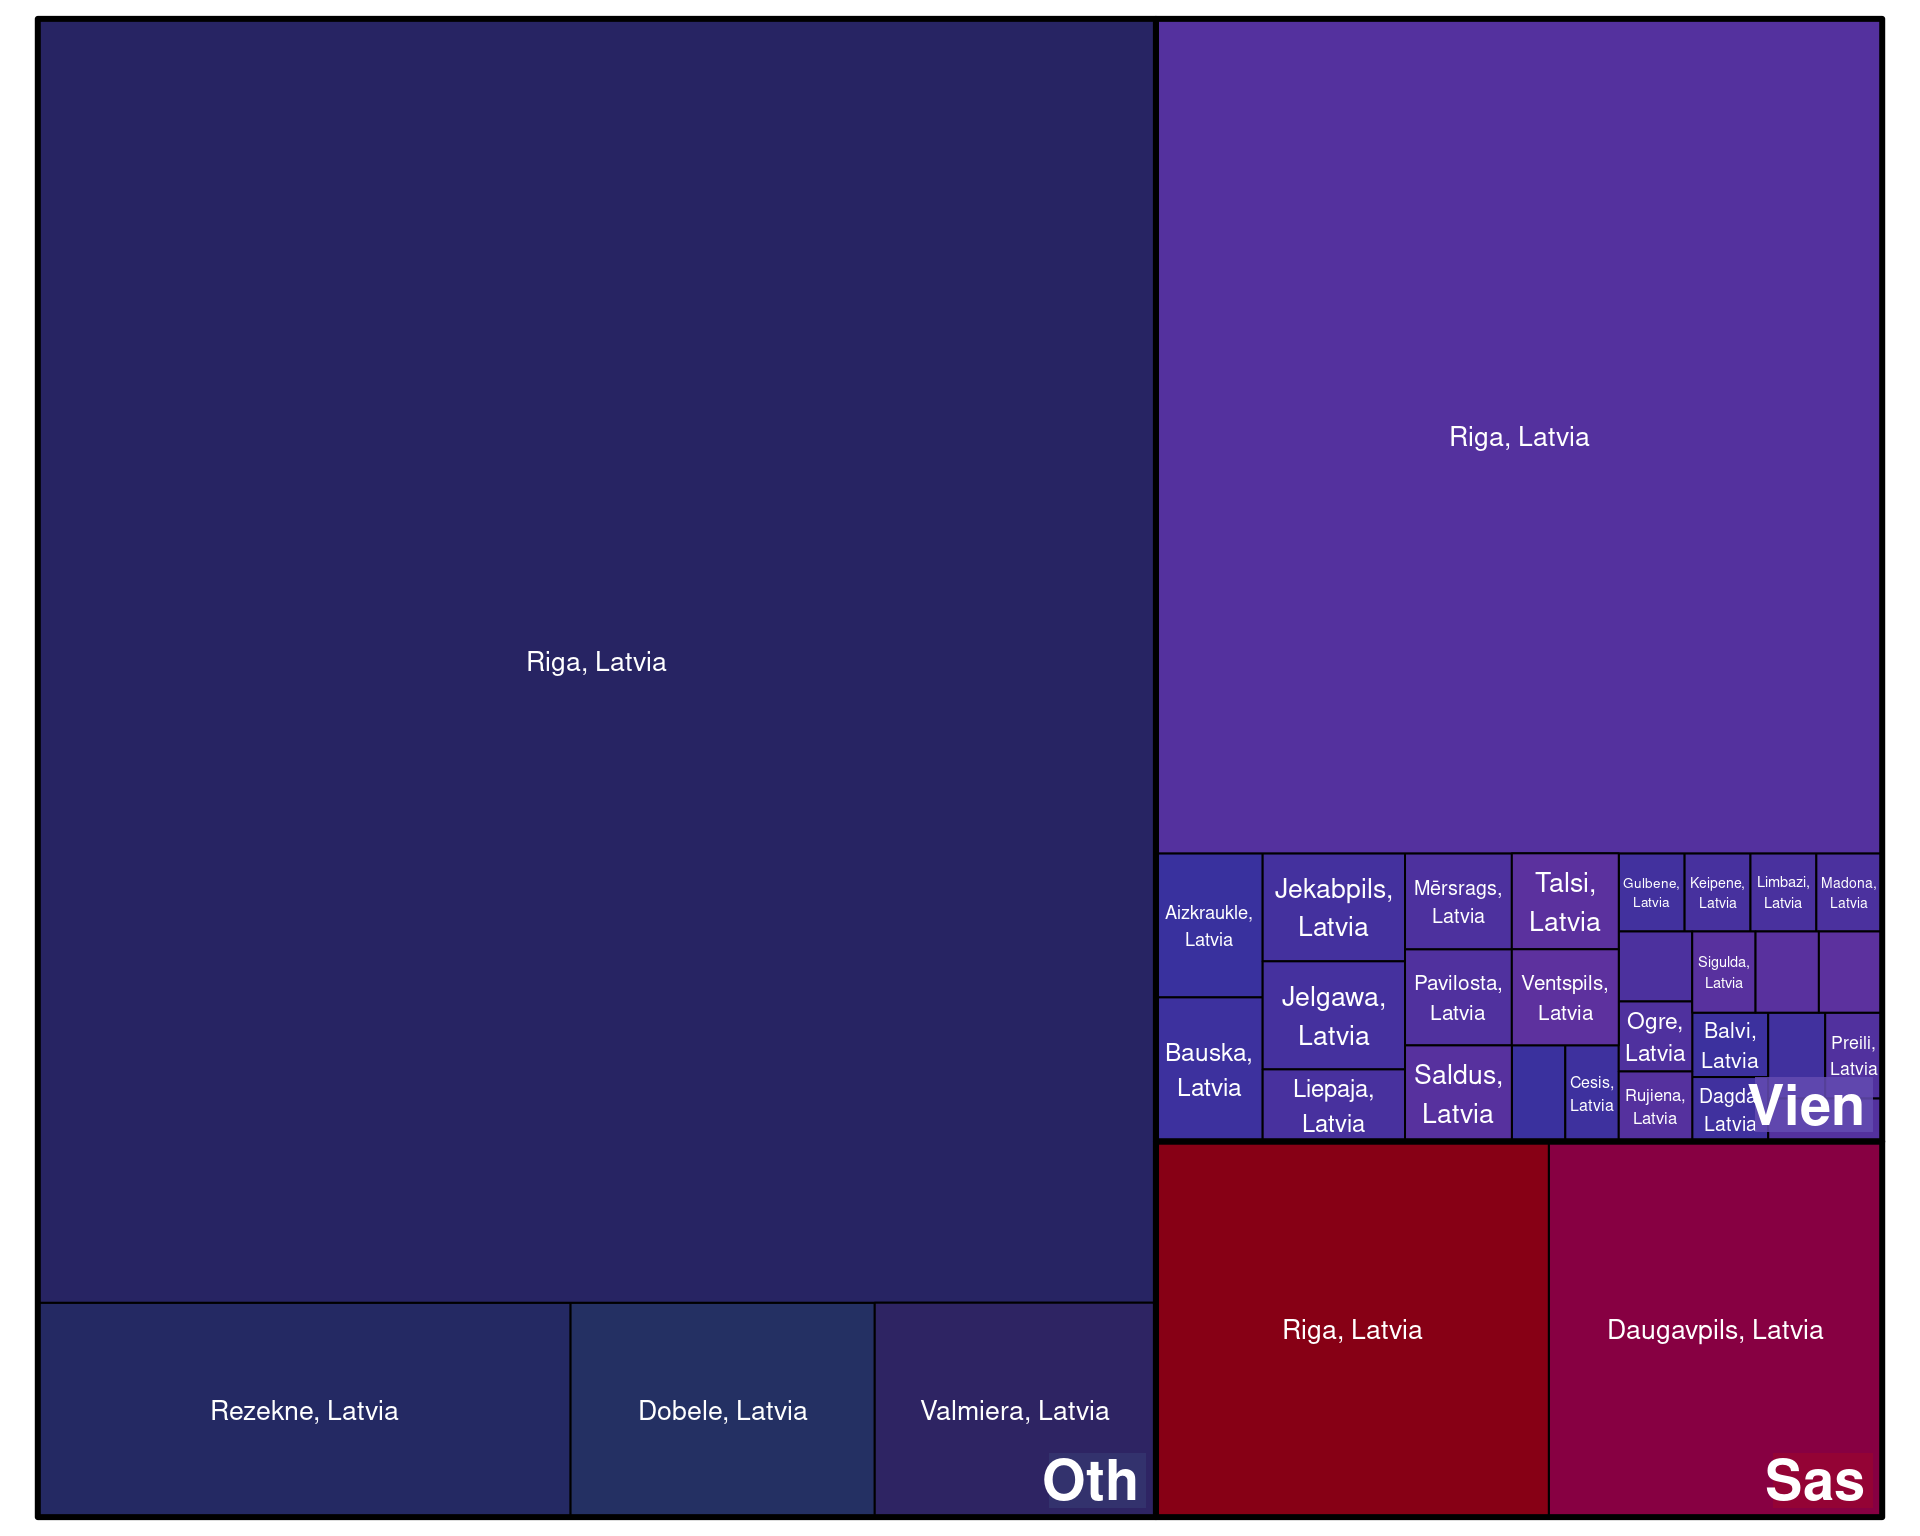 Riga, Latvia
Rezekne, Latvia
Dobele, Latvia
Valmiera, Latvia
Oth
Riga, Latvia
Aizkraukle,
Latvia
Bauska,
Latvia
Jekabpils,
Latvia
Jelgawa,
Latvia
Liepaja,
Latvia
Mērsrags,
Latvia
Pavilosta,
Latvia
Saldus,
Latvia
Talsi,
Latvia
Ventspils,
Latvia
Cesis,
Latvia
Gulbene,
Latvia
Keipene,
Latvia
Limbazi,
Latvia
Madona,
Latvia
Ogre,
Latvia
Rujiena,
Latvia
Sigulda,
Latvia
Balvi,
Latvia
Dagda
Latvia
Preili,
Latvia
Vien
Riga, Latvia
Daugavpils, Latvia
Sas